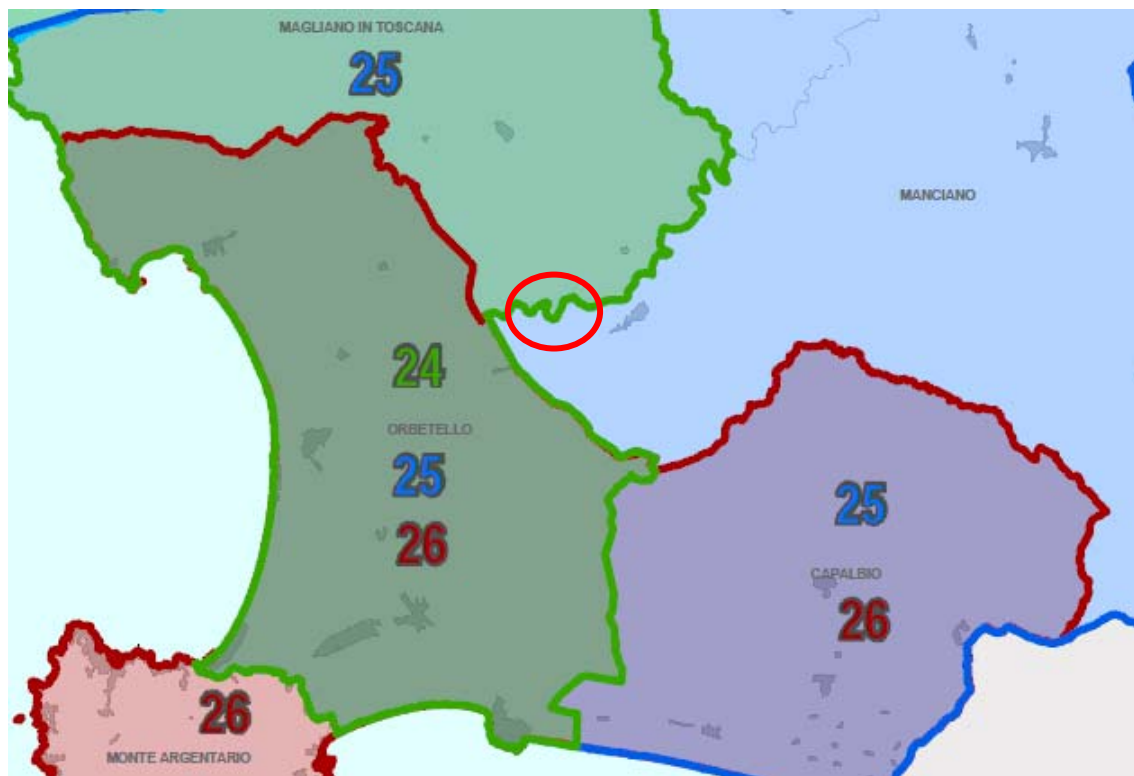 MAGLIANO IN TOSCANA
25
MANCIANO
24
ORBETELLO
25
26
25
CAPALBIO
26
26
MONTE ARGENTARIO